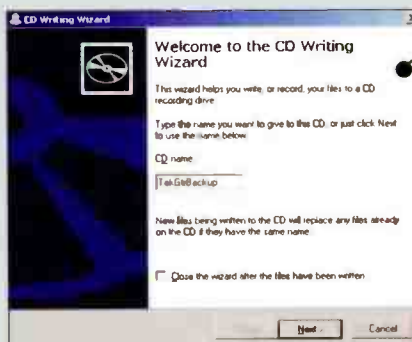 CD Writing Wizard
Welcome to the CD Writing
Wizard
This wizard helps you write, or record, your files to a CD
recording drive.
Type the name you want to give to this CD, or just click Next
to use the name below.
CD name:
New files being written to the CD will replace any files already
on the CD if they have the same name.
Close the wizard after the files have been written
Next
Cancel